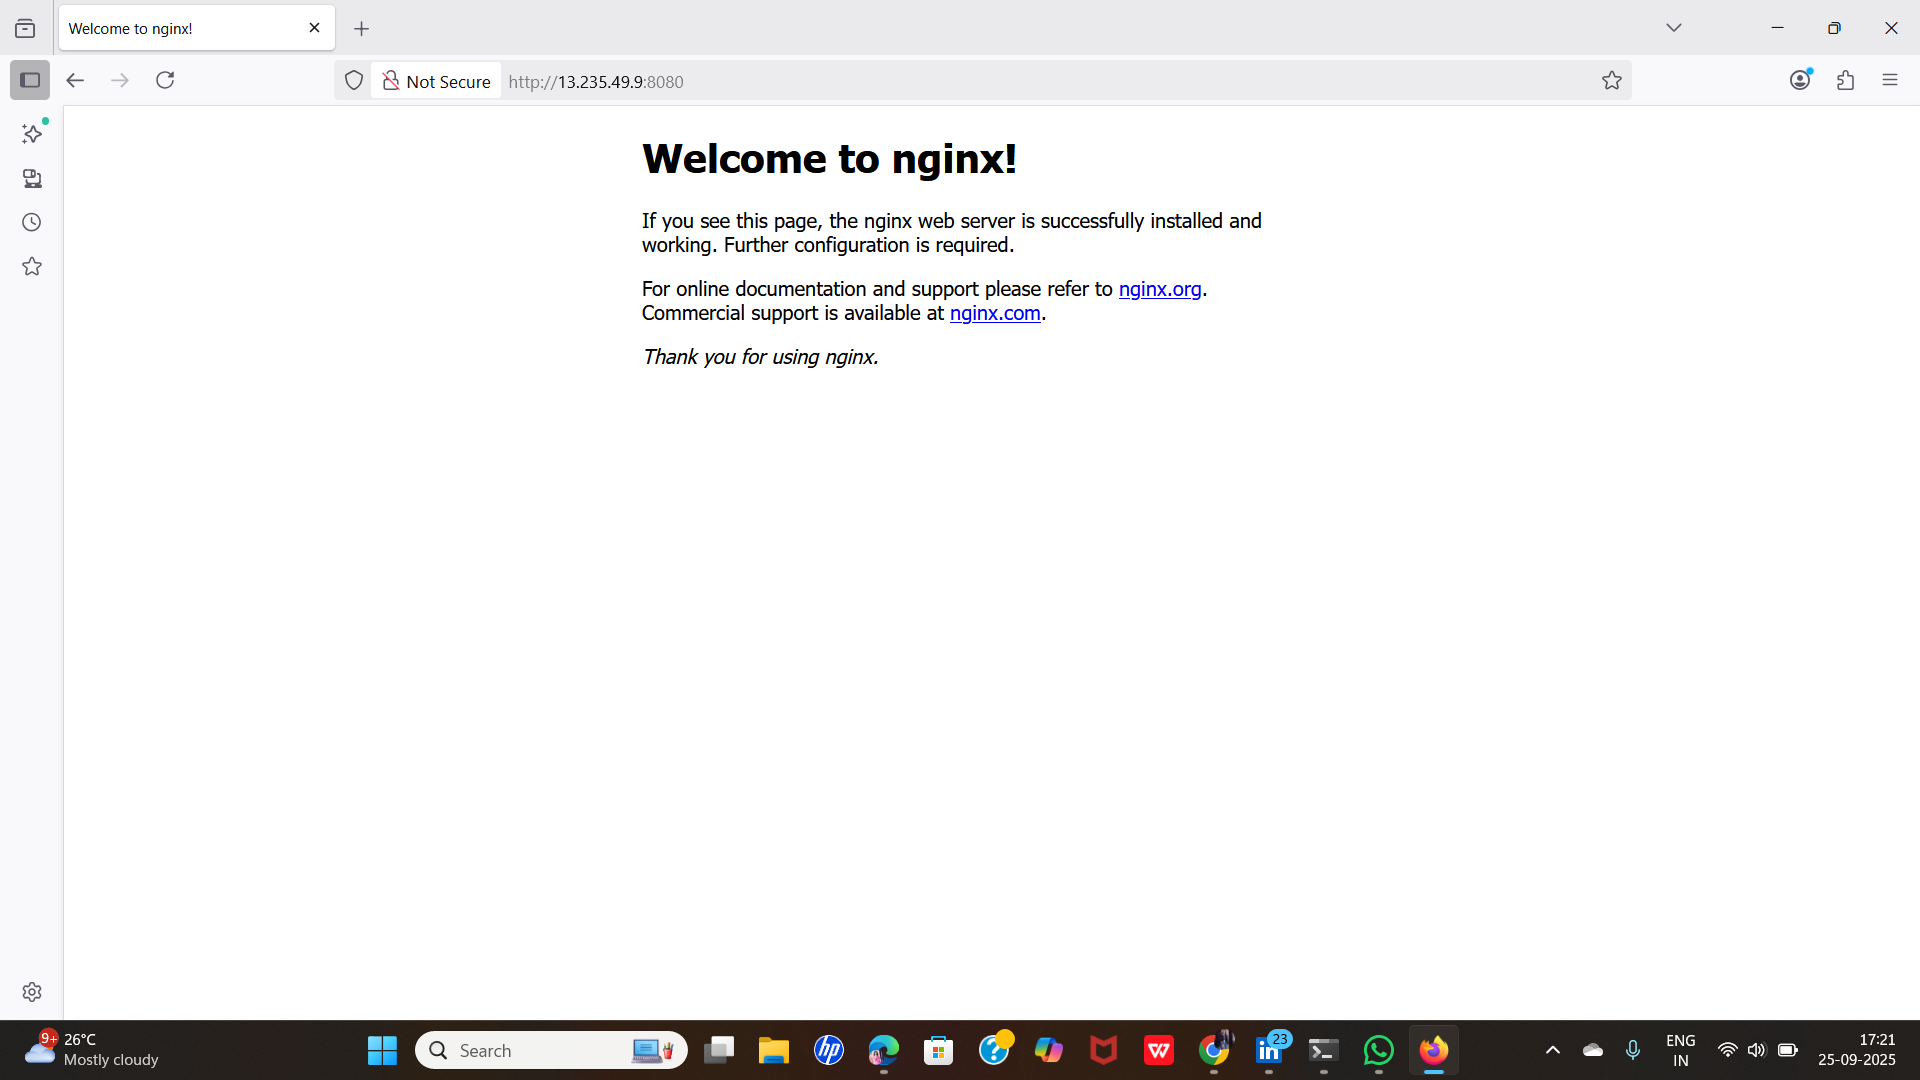 Welcome to nginx!
Not Secure http://13.235.49.9:8080
Welcome to nginx!
If you see this page, the nginx web server is successfully installed and
working. Further configuration is required.
For online documentation and support please refer to nginx.org.
Commercial support is available at nginx.com.
Thank you for using nginx.
9+ 26°C
Mostly cloudy
Search
hp
W
in 23
ENG
IN
17:21
25-09-2025